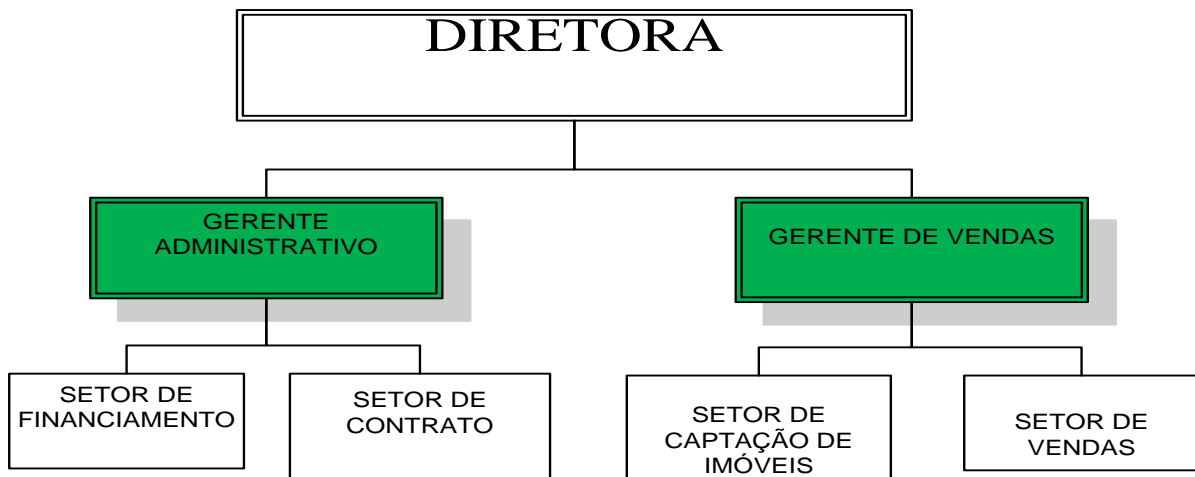 DIRETORA
GERENTE
ADMINISTRATIVO
GERENTE DE VENDAS
SETOR DE
FINANCIAMENTO
SETOR DE
CONTRATO
SETOR DE
CAPTAÇÃO DE
IMÓVEIS
SETOR DE
VENDAS